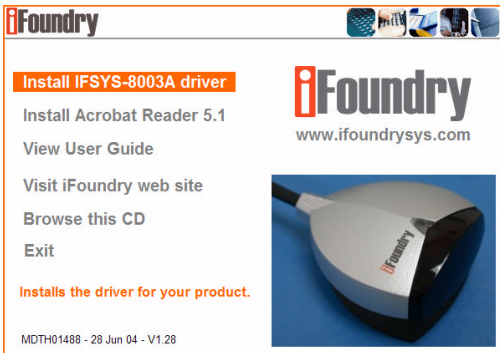 iFoundry
Install IFSYS-8003A driver
Install Acrobat Reader 5.1
View User Guide
Visit iFoundry web site
Browse this CD
Exit
Installs the driver for your product.
MDTH01488 - 28 Jun 04 - V1.28
iFoundry
www.ifoundrysys.com
iFoundry